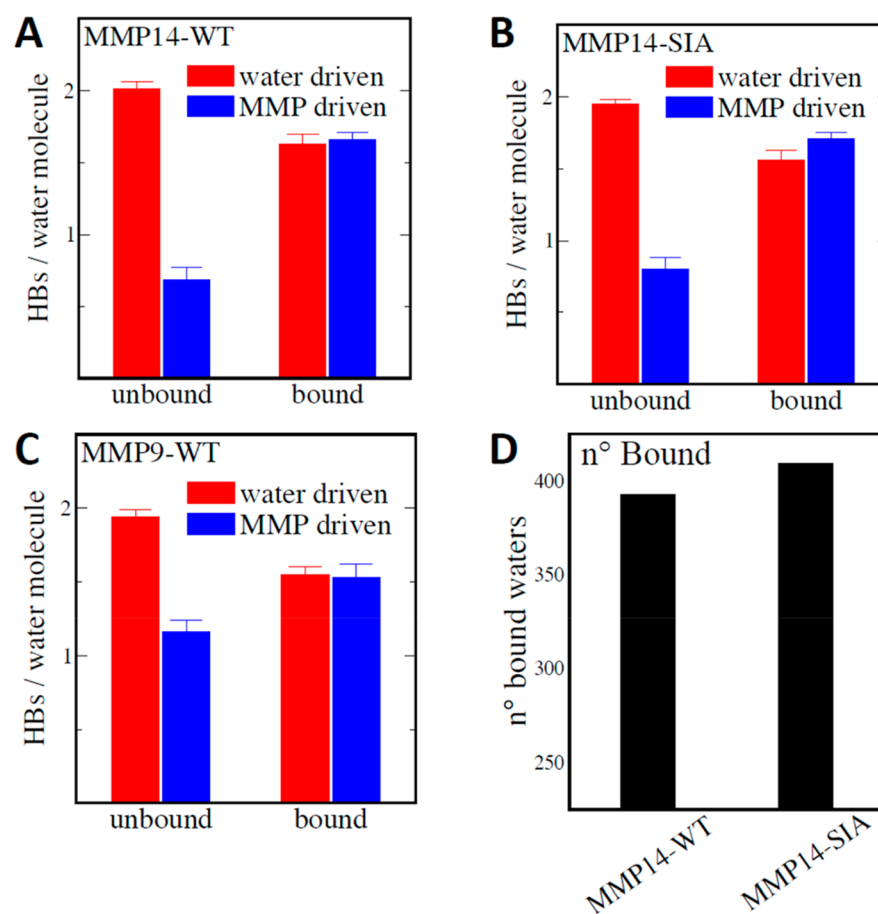 A
MMP14-WT
water driven
MMP driven
HBs / water molecule
2
1
unbound
bound
B
MMP14-SIA
water driven
MMP driven
HBs / water molecule
2
1
unbound
bound
C
MMP9-WT
water driven
MMP driven
HBs / water molecule
2
1
unbound
bound
D
n° Bound
n° bound waters
400
350
300
250
MMP14-WT
MMP14-SIA